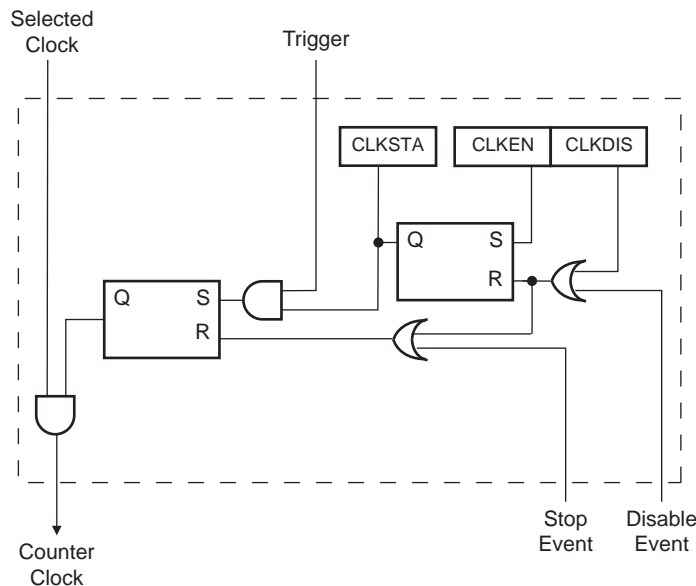 Selected
Clock
Trigger
CLKSTA
CLKEN
CLKDIS
Q
S
R
Q
S
R
Stop
Event
Disable
Event
Counter
Clock